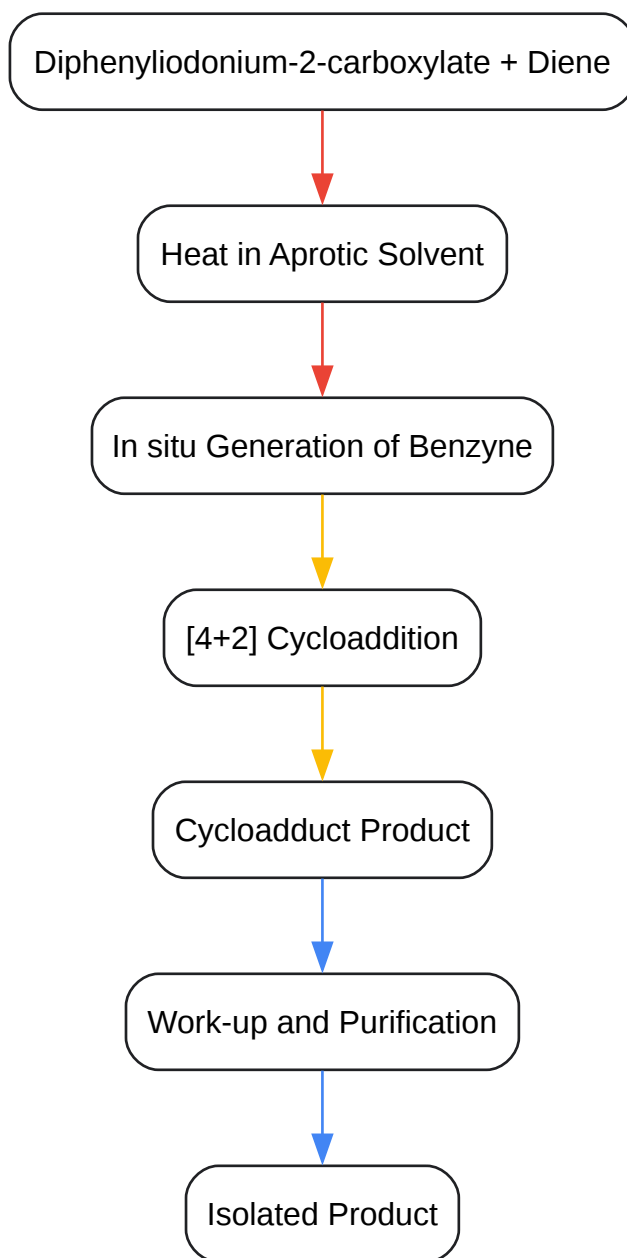 Diphenyliodonium-2-carboxylate + Diene
Heat in Aprotic Solvent
In situ Generation of Benzyne
[4+2] Cycloaddition
Cycloadduct Product
Work-up and Purification
Isolated Product